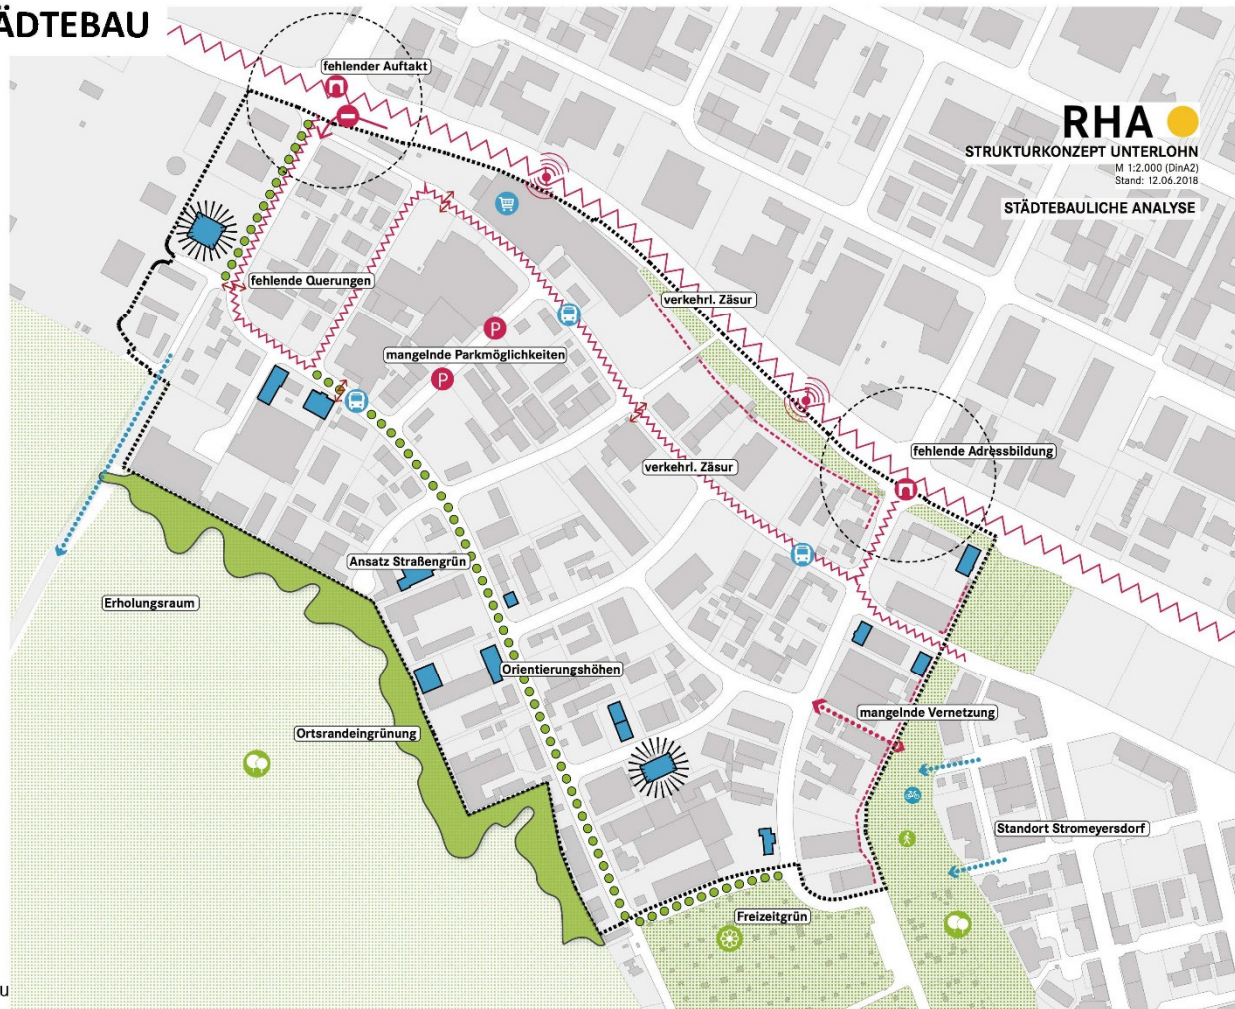 ÄDTEBAU
fehlender Auftakt
RHA
STRUKTURKONZEPT UNTERLOHN
M 1:2.000 (DinA2)
Stand: 12.06.2018
STÄDTEBAULICHE ANALYSE
fehlende Querungen
verkehrl. Zäsur
P
mangelnde Parkmöglichkeiten
P
fehlende Adressbildung
verkehrl. Zäsur
Ansatz Straßengrün
Erholungsraum
Orientierungshöhen
Ortsrandeingrünung
mangelnde Vernetzung
Standort Stromeyersdorf
Freizeitgrün
u